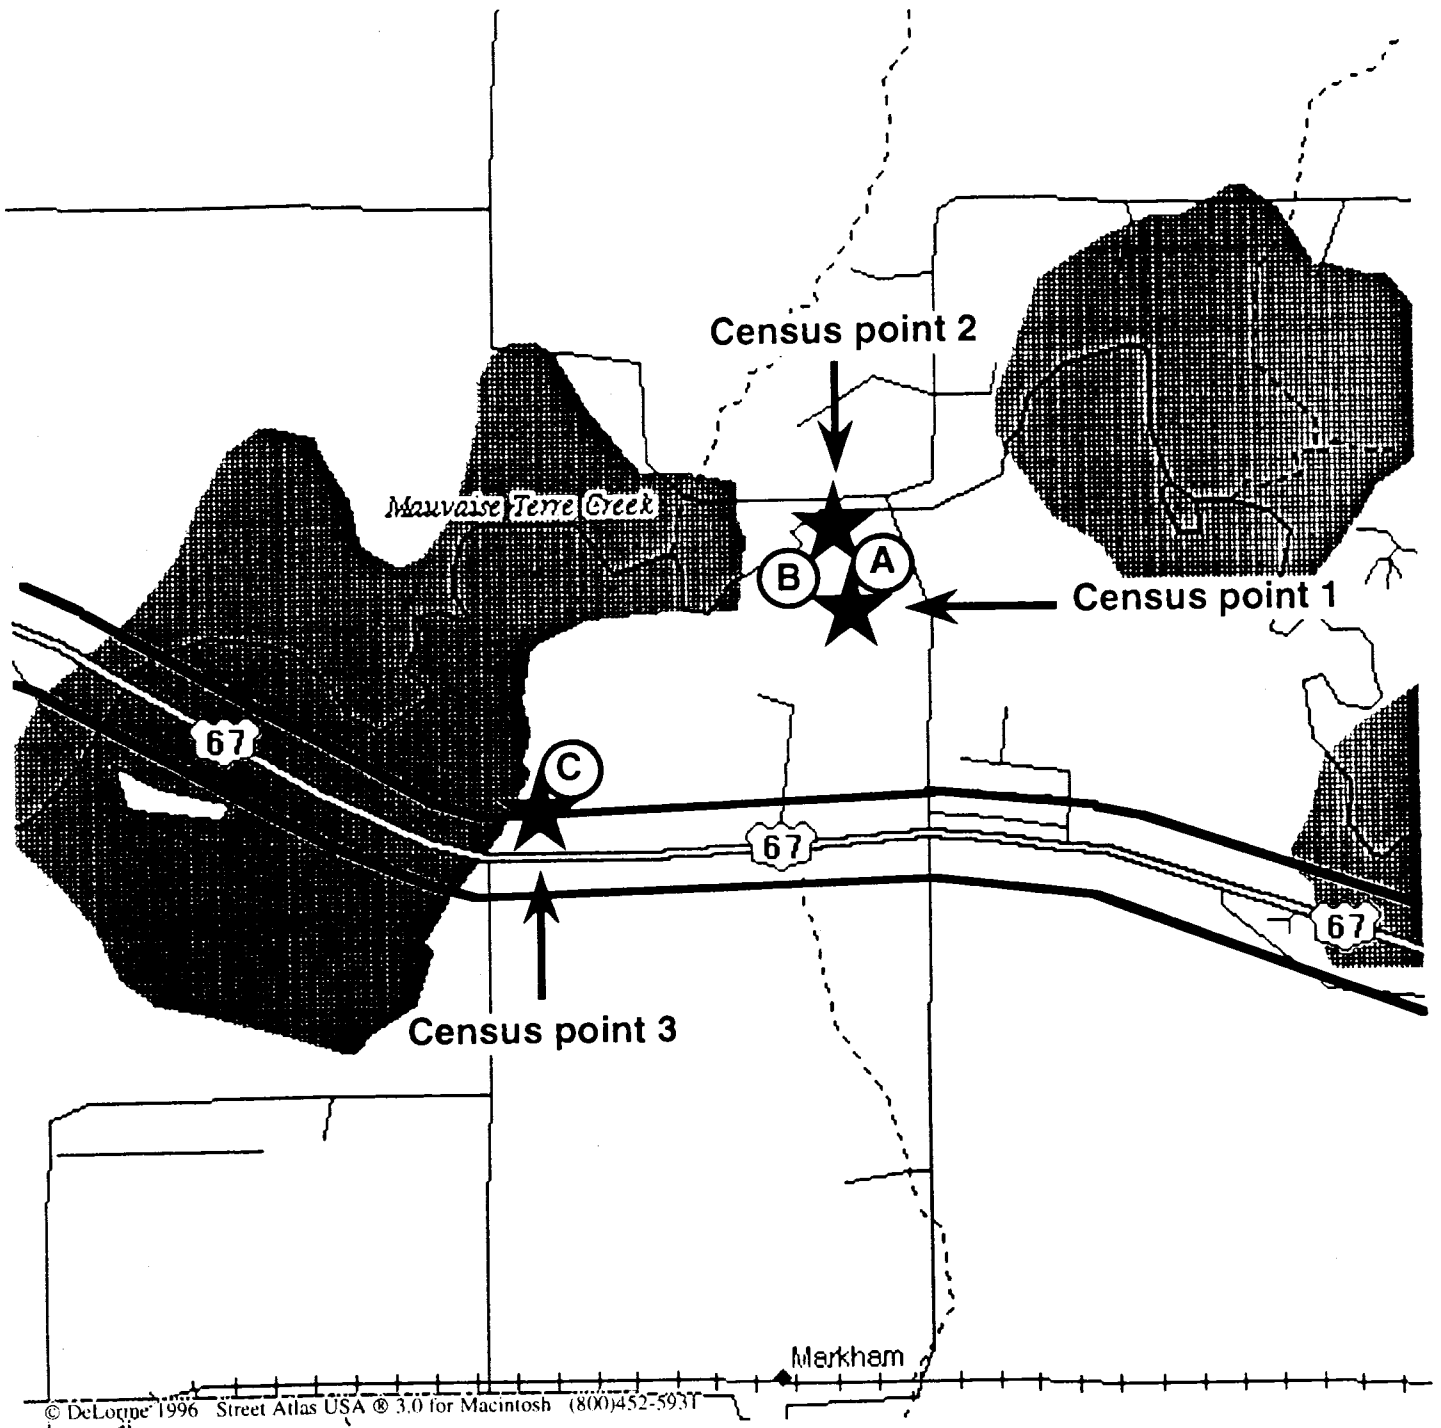 Census point 2
Mauvaise Terre Creek
B
A
Census point 1
67
C
67
67
Census point 3
Markham
© DeLorme 1996 Street Atlas USA ® 3.0 for Macintosh (800)452-5931